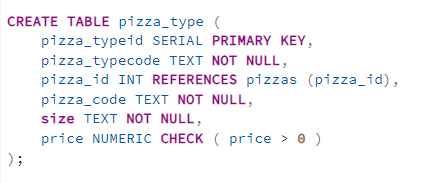 CREATE TABLE pizza_type (
    pizza_typeid SERIAL PRIMARY KEY,
    pizza_typecode TEXT NOT NULL,
    pizza_id INT REFERENCES pizzas (pizza_id),
    pizza_code TEXT NOT NULL,
    size TEXT NOT NULL,
    price NUMERIC CHECK ( price > 0 )
);